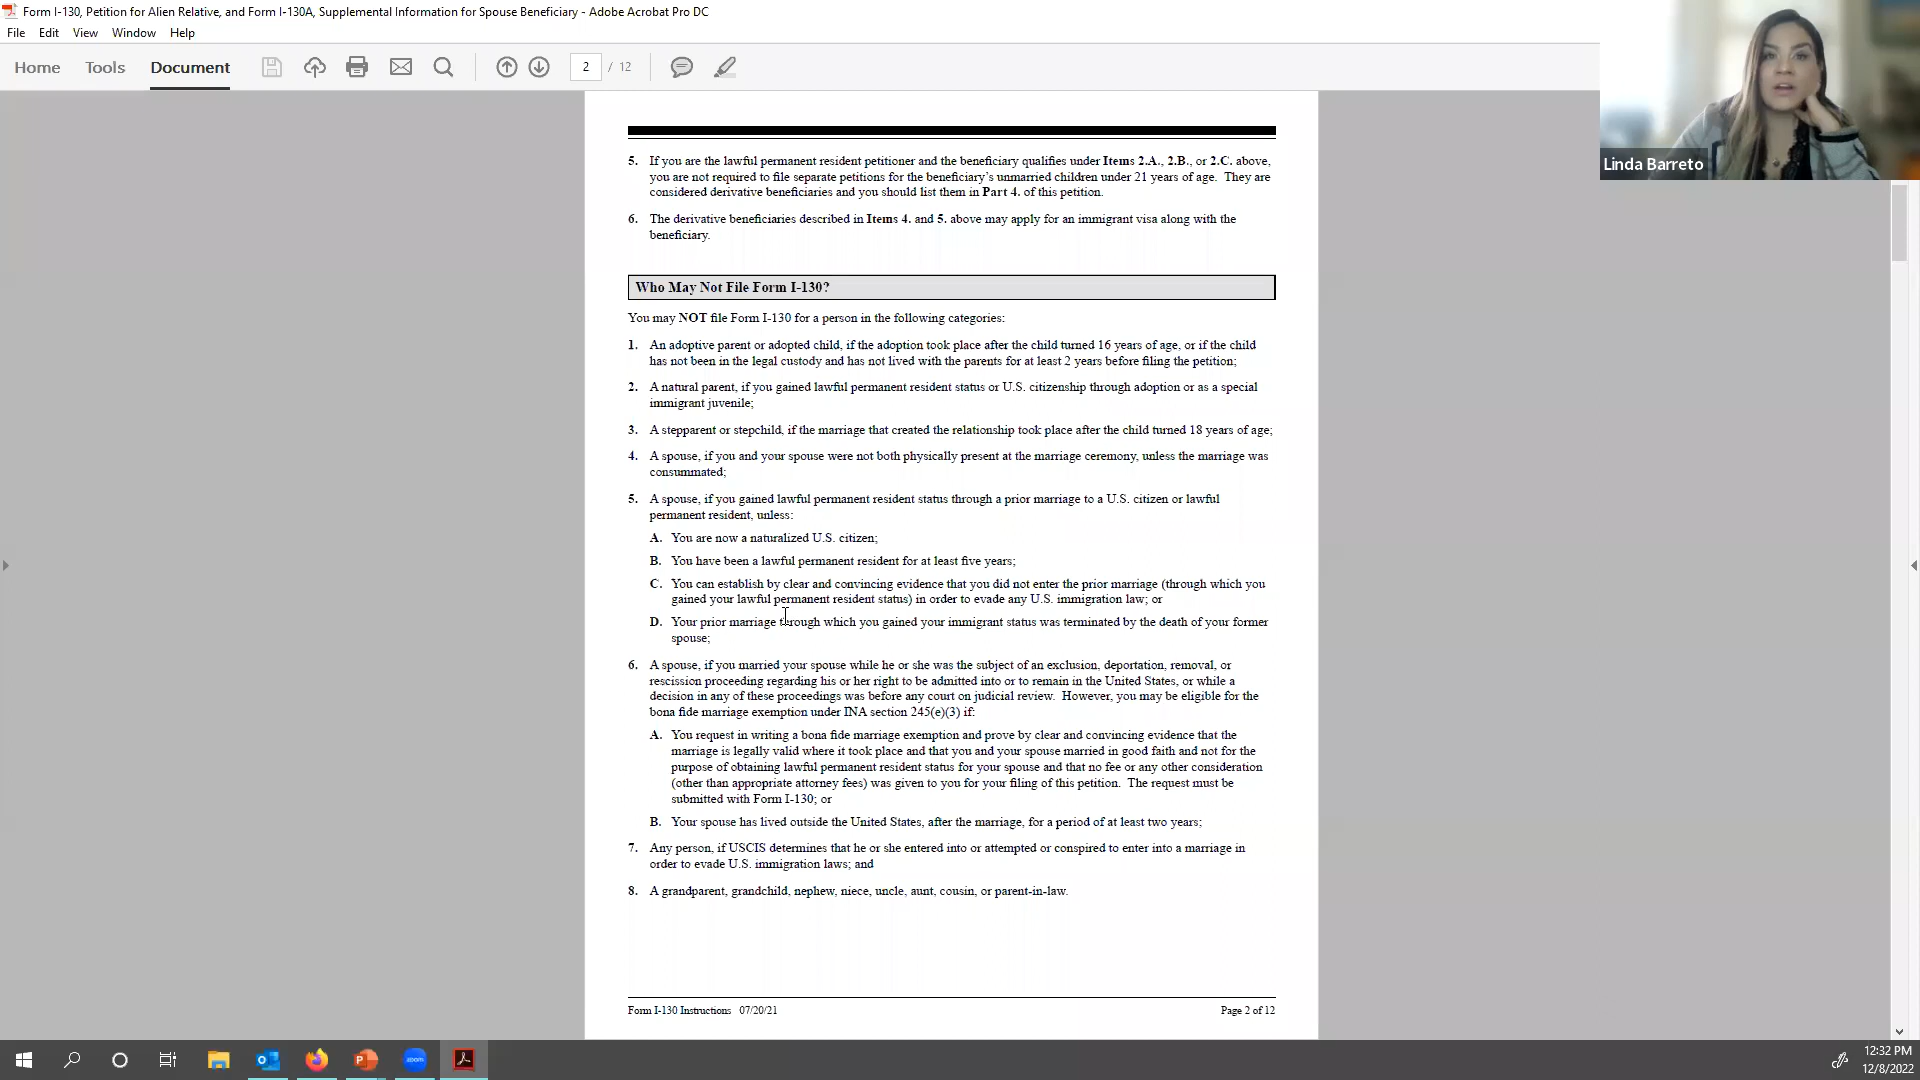 Form I-130, Petition for Alien Relative, and Form I-130A, Supplemental Information for Spouse Beneficiary - Adobe Acrobat Pro DC
File Edit View Window Help
Home Tools Document 2 / 12
Linda Barreto
5. If you are the lawful permanent resident petitioner and the beneficiary qualifies under Items 2.A., 2.B., or 2.C. above,
you are not required to file separate petitions for the beneficiary's unmarried children under 21 years of age. They are
considered derivative beneficiaries and you should list them in Part 4. of this petition.
6. The derivative beneficiaries described in Items 4. and 5. above may apply for an immigrant visa along with the
beneficiary.
Who May Not File Form I-130?
You may NOT file Form I-130 for a person in the following categories:
1. An adoptive parent or adopted child, if the adoption took place after the child turned 16 years of age, or if the child
has not been in the legal custody and has not lived with the parents for at least 2 years before filing the petition;
2. A natural parent, if you gained lawful permanent resident status or U.S. citizenship through adoption or as a special
immigrant juvenile;
3. A stepparent or stepchild, if the marriage that created the relationship took place after the child turned 18 years of age;
4. A spouse, if you and your spouse were not both physically present at the marriage ceremony, unless the marriage was
consummated;
5. A spouse, if you gained lawful permanent resident status through a prior marriage to a U.S. citizen or lawful
permanent resident, unless:
A. You are now a naturalized U.S. citizen;
B. You have been a lawful permanent resident for at least five years;
C. You can establish by clear and convincing evidence that you did not enter the prior marriage (through which you
gained your lawful permanent resident status) in order to evade any U.S. immigration law; or
D. Your prior marriage through which you gained your immigrant status was terminated by the death of your former
spouse;
6. A spouse, if you married your spouse while he or she was the subject of an exclusion, deportation, removal, or
rescission proceeding regarding his or her right to be admitted into or to remain in the United States, or while a
decision in any of these proceedings was before any court on judicial review. However, you may be eligible for the
bona fide marriage exemption under INA section 245(e)(3) if:
A. You request in writing a bona fide marriage exemption and prove by clear and convincing evidence that the
marriage is legally valid where it took place and that you and your spouse married in good faith and not for the
purpose of obtaining lawful permanent resident status for your spouse and that no fee or any other consideration
(other than appropriate attorney fees) was given to you for your filing of this petition. The request must be
submitted with Form I-130; or
B. Your spouse has lived outside the United States, after the marriage, for a period of at least two years;
7. Any person, if USCIS determines that he or she entered into or attempted or conspired to enter into a marriage in
order to evade U.S. immigration laws; and
8. A grandparent, grandchild, nephew, niece, uncle, aunt, cousin, or parent-in-law.
Form I-130 Instructions 07/20/21 Page 2 of 12
zoom
12:32 PM
12/8/2022